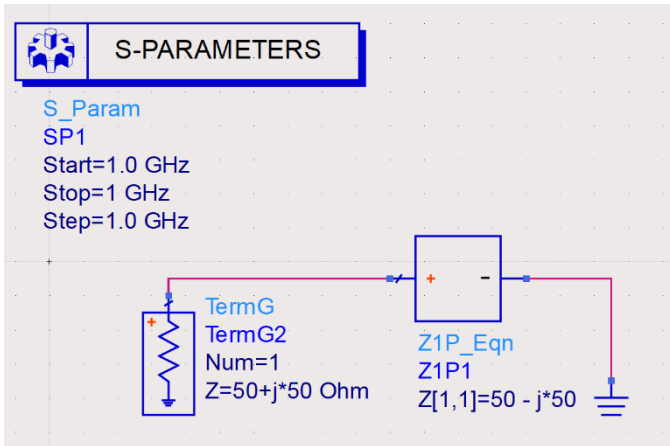 S-PARAMETERS
S_Param
SP1
Start=1.0 GHz
Stop=1 GHz
Step=1.0 GHz
+
-
+
TermG
TermG2
Num=1
Z=50+j*50 Ohm
Z1P_Eqn
Z1P1
Z[1,1]=50 - j*50